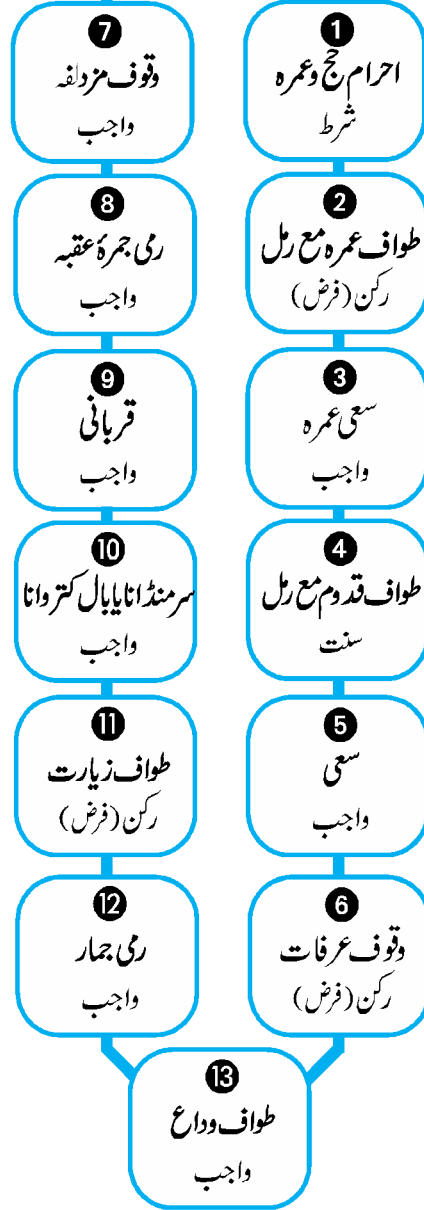 1
احرام حج وعمرہ
شرط
2
طواف عمرہ مع رمل
رکن (فرض)
3
سعی عمرہ
واجب
4
طواف قدوم مع رمل
سنت
5
سعی
واجب
6
وقوف عرفات
رکن (فرض)
7
وقوف مزدلفہ
واجب
8
رمی جمرۂ عقبہ
واجب
9
قربانی
واجب
10
سرمنڈانا یا بال کتروانا
واجب
11
طواف زیارت
رکن (فرض)
12
رمی جمار
واجب
13
طواف وداع
واجب